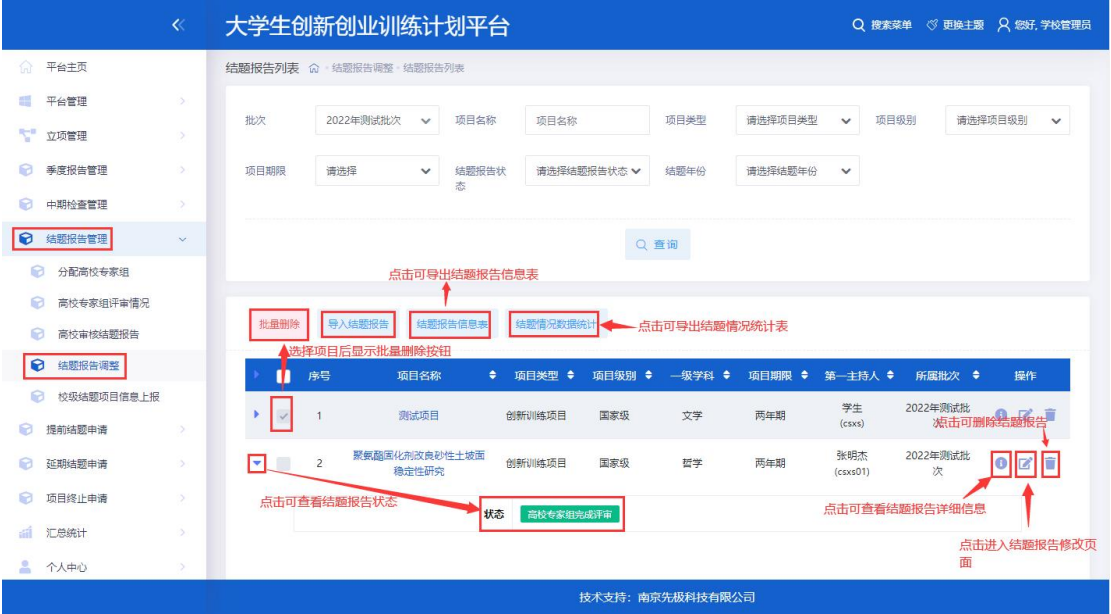 大学生创新创业训练计划平台
搜索菜单 更换主题 您好, 学校管理员
平台主页
平台管理
立项管理
季度报告管理
中期检查管理
结题报告管理
分配高校专家组
高校专家组评审情况
高校审核结题报告
结题报告调整
校级结题项目信息上报
提前结题申请
延期结题申请
项目终止申请
汇总统计
个人中心
结题报告列表 - 结题报告调整 - 结题报告列表
批次 2022年测试批次 项目名称 项目名称 项目类型 请选择项目类型 项目级别 请选择项目级别
项目期限 请选择 结题报告状 请选择结题报告状态 结题年份 请选择结题年份
态
查询
点击可导出结题报告信息表
批量删除 导入结题报告 结题报告信息表 结题情况数据统计 点击可导出结题情况统计表
选择项目后显示批量删除按钮
序号 项目名称 项目类型 项目级别 一级学科 项目期限 第一主持人 所属批次 操作
1 测试项目 创新训练项目 国家级 文学 两年期 学生 2022年测试批
(csxs) 次
点击可删除结题报告
2 聚氨酯固化剂改良砂性土坡面 创新训练项目 国家级 哲学 两年期 张明杰 2022年测试批
稳定性研究 (csxs01) 次
点击可查看结题报告状态
状态 高校专家组完成评审
点击可查看结题报告详细信息
点击进入结题报告修改页
面
技术支持：南京先极科技有限公司